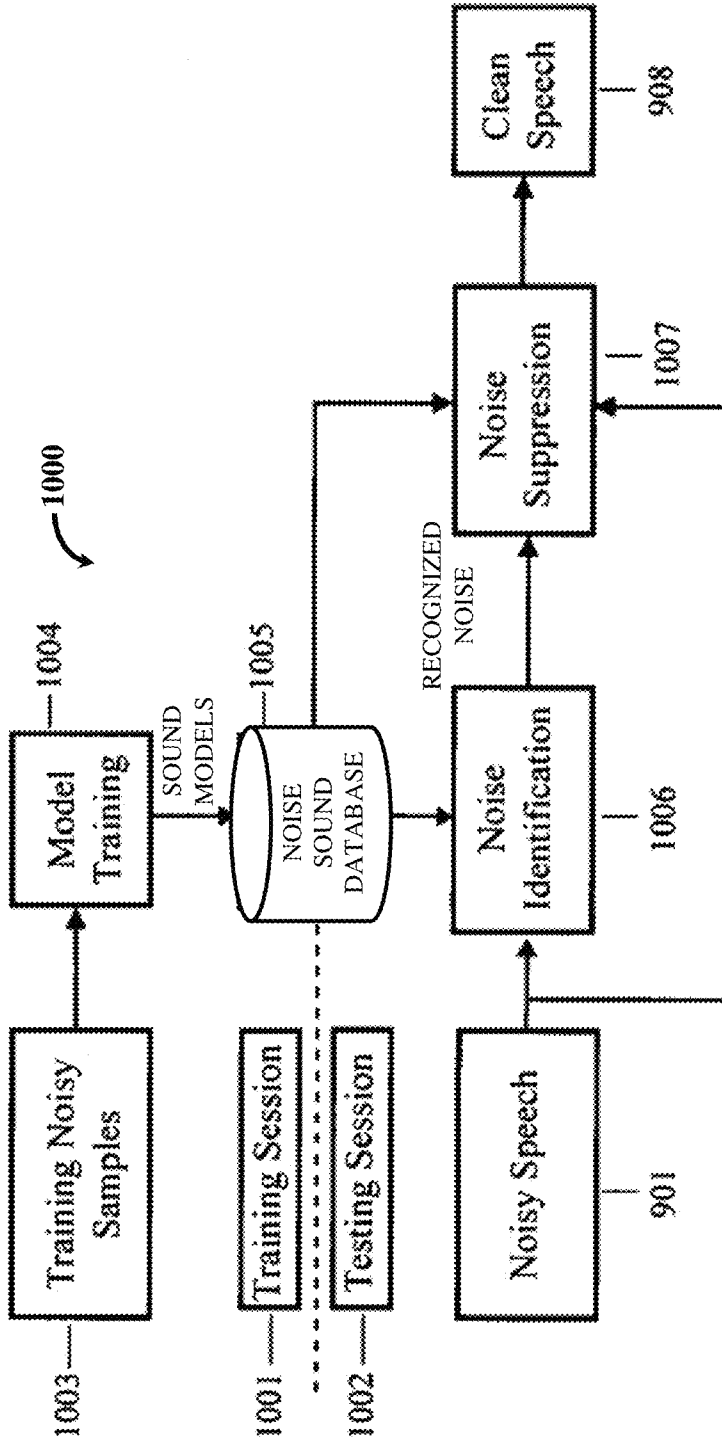 1000
1003
Training Noisy
Samples
Model
Training
1004
SOUND
MODELS
1001
Training Session
1002
Testing Session
NOISE
SOUND
DATABASE
1005
Noisy Speech
901
Noise
Identification
1006
RECOGNIZED
NOISE
Noise
Suppression
1007
Clean
Speech
908